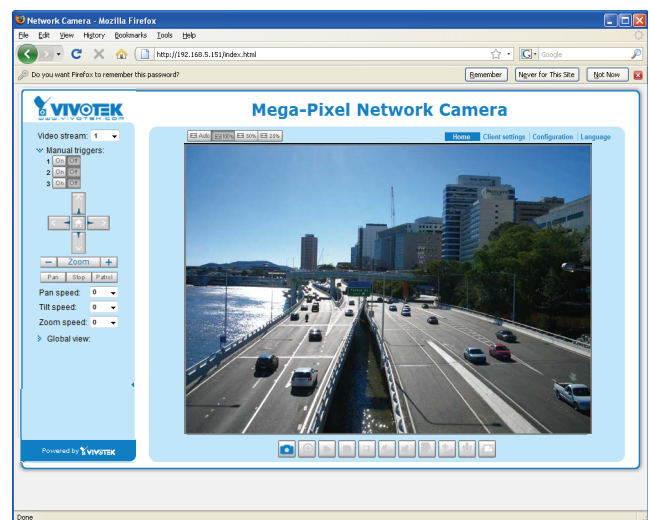 Network Camera - Mozilla Firefox
File Edit View History Bookmarks Tools Help
http://192.168.5.151/index.html
G Google
Do you want Firefox to remember this password?
Remember Never for This Site Not Now
VIVOTEK
WWW.VIVOTEK.COM
Mega-Pixel Network Camera
Video stream: 1
Auto 100% 50% 25%
Home Client settings Configuration Language
Manual triggers:
1 On Off
2 On Off
3 On Off
Zoom
Pan Stop Patrol
Pan speed: 0
Tilt speed: 0
Zoom speed: 0
Global view:
Powered by VIVOTEK
Done